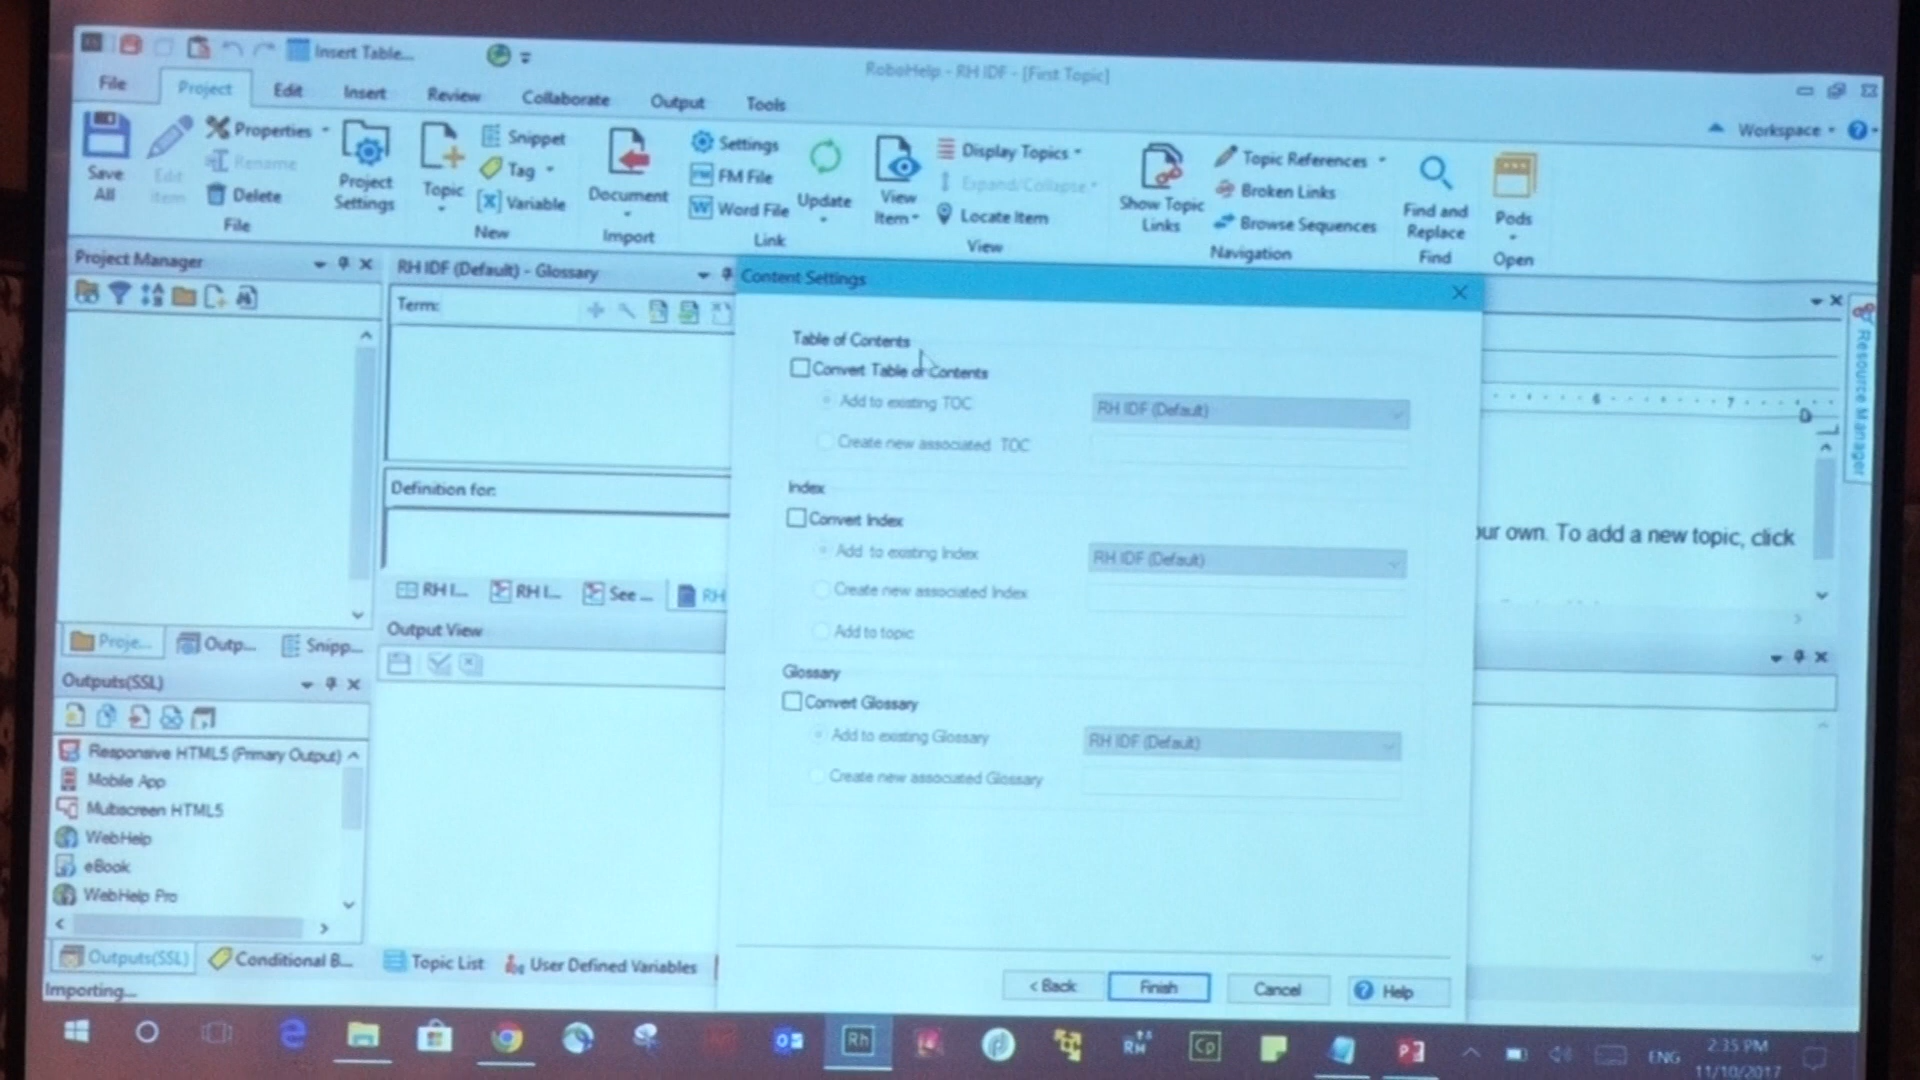 Insert Table...
RoboHelp - RH IDF - [First Topic]
File Project Edit Insert Review Collaborate Output Tools
Workspace
Save All
Edit Item
Properties
Rename
Delete
File
Project Settings
Topic
Snippet
Tag
Variable
New
Document
Import
Settings
FM File
Word File
Update
Link
View Item
Display Topics
Expand/Collapse
Locate Item
View
Show Topic Links
Topic References
Broken Links
Browse Sequences
Navigation
Find and Replace
Find
Pods
Open
Project Manager
RH IDF (Default) - Glossary
Term:
Definition for:
RH I...
RH I...
See ...
RH
Output View
Proje...
Outp...
Snipp...
Outputs(SSL)
Responsive HTML5 (Primary Output)
Mobile App
Multiscreen HTML5
WebHelp
eBook
WebHelp Pro
Outputs(SSL)
Conditional B...
Topic List
User Defined Variables
Importing...
Content Settings
Table of Contents
Convert Table of Contents
Add to existing TOC
RH IDF (Default)
Create new associated TOC
Index
Convert Index
Add to existing Index
RH IDF (Default)
Create new associated Index
Add to topic
Glossary
Convert Glossary
Add to existing Glossary
RH IDF (Default)
Create new associated Glossary
< Back
Finish
Cancel
Help
6 7
our own. To add a new topic, click
Resource Manager
Rh
RH
Cp
ENG
2:35 PM
11/10/2017